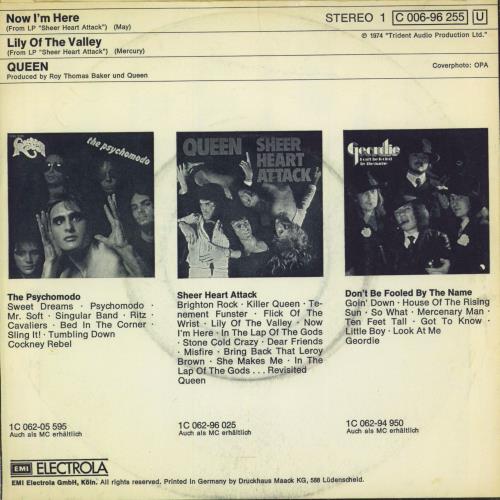 Now I'm Here
(From LP "Sheer Heart Attack") (May)
STEREO 1 C 006-96 255 U
℗ 1974 "Trident Audio Production Ltd."
Lily Of The Valley
(From LP "Sheer Heart Attack") (Mercury)
QUEEN
Produced by Roy Thomas Baker und Queen
Coverphoto: OPA
the psychomodo
QUEEN SHEER
HEART
ATTACK
Geordie
The Psychomodo
Sweet Dreams · Psychomodo ·
Mr. Soft · Singular Band · Ritz ·
Cavaliers · Bed In The Corner ·
Sling It! · Tumbling Down
Cockney Rebel
1C 062-05 595
Auch als MC erhältlich
Sheer Heart Attack
Brighton Rock · Killer Queen · Te-
nement Funster · Flick Of The
Wrist · Lily Of The Valley · Now
I'm Here · In The Lap Of The Gods
· Stone Cold Crazy · Dear Friends
· Misfire · Bring Back That Leroy
Brown · She Makes Me · In The
Lap Of The Gods . . . Revisited
Queen
1C 062-96 025
Auch als MC erhältlich
Don't Be Fooled By The Name
Goin' Down · House Of The Rising
Sun · So What · Mercenary Man ·
Ten Feet Tall · Got To Know ·
Little Boy · Look At Me
Geordie
1C 062-94 950
Auch als MC erhältlich
EMI ELECTROLA
EMI Electrola GmbH, Köln. All rights reserved. Printed in Germany by Druckhaus Maack KG, 588 Lüdenscheid.